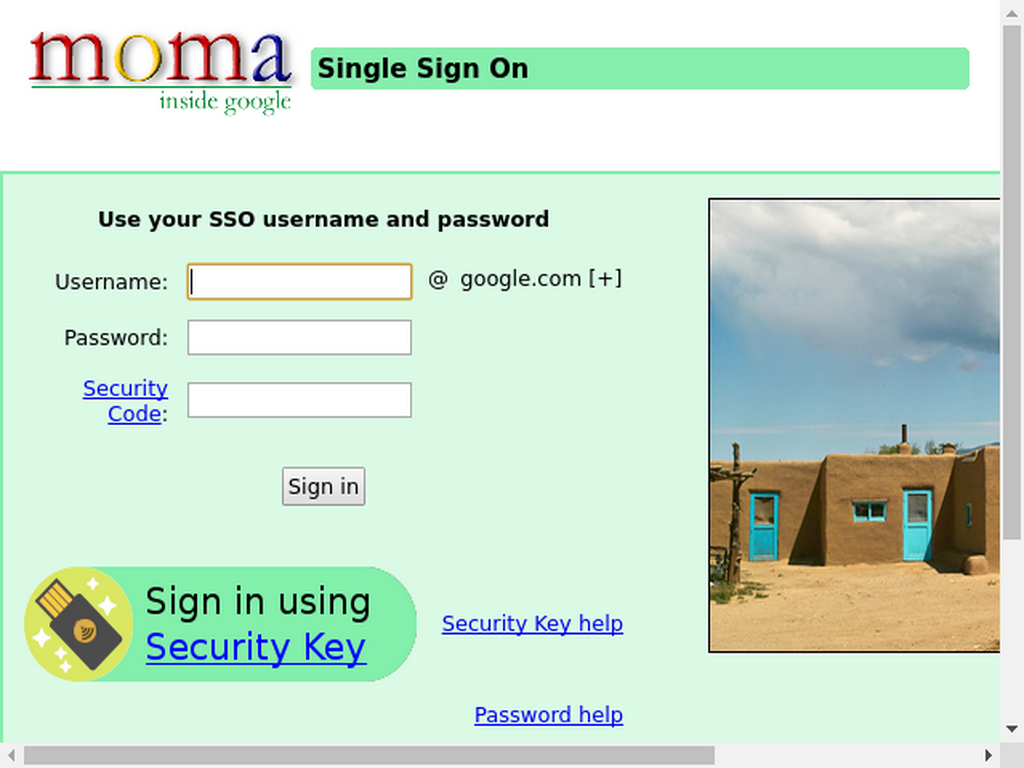 moma
inside google
Single Sign On
Use your SSO username and password
Username:
@ google.com [+]
Password:
Security
Code:
Sign in
Sign in using
Security Key
Security Key help
Password help